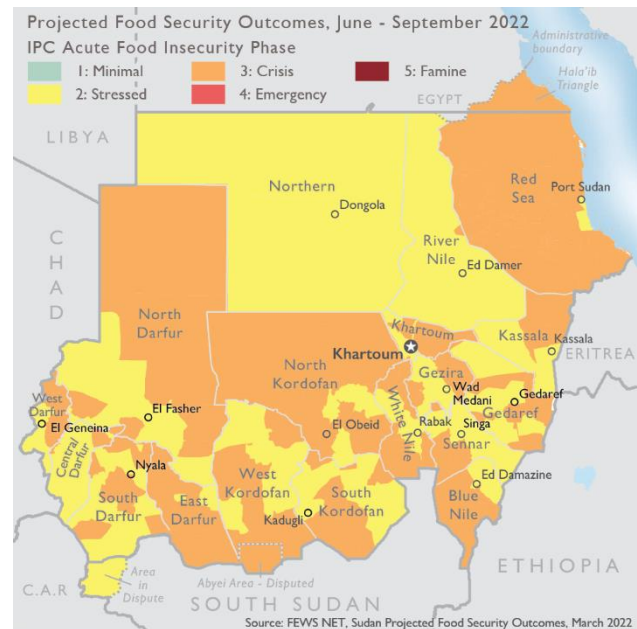 Projected Food Security Outcomes, June - September 2022
IPC Acute Food Insecurity Phase
1: Minimal
3: Crisis
5: Famine
2: Stressed
4: Emergency
Administrative
boundary
Hala'ib
Triangle
EGYPT
LIBYA
Northern
Dongola
Red
Sea
Port Sudan
CHAD
River
Nile
Ed Damer
North
Darfur
Khartoum
Khartoum
Kassala
Kassala
ERITREA
North
Kordofan
Gezira
Wad
Medani
Gedaref
Gedaref
West
Darfur
El Geneina
El Fasher
El Obeid
White Nile
Rabak
Singa
Sennar
Central
Darfur
Nyala
West
Kordofan
South
Kordofan
Ed Damazine
South
Darfur
East
Darfur
Kadugli
Blue
Nile
ETHIOPIA
C.A.R
Area
in
Dispute
Abyei Area - Disputed
SOUTH SUDAN
Source: FEWS NET, Sudan Projected Food Security Outcomes, March 2022